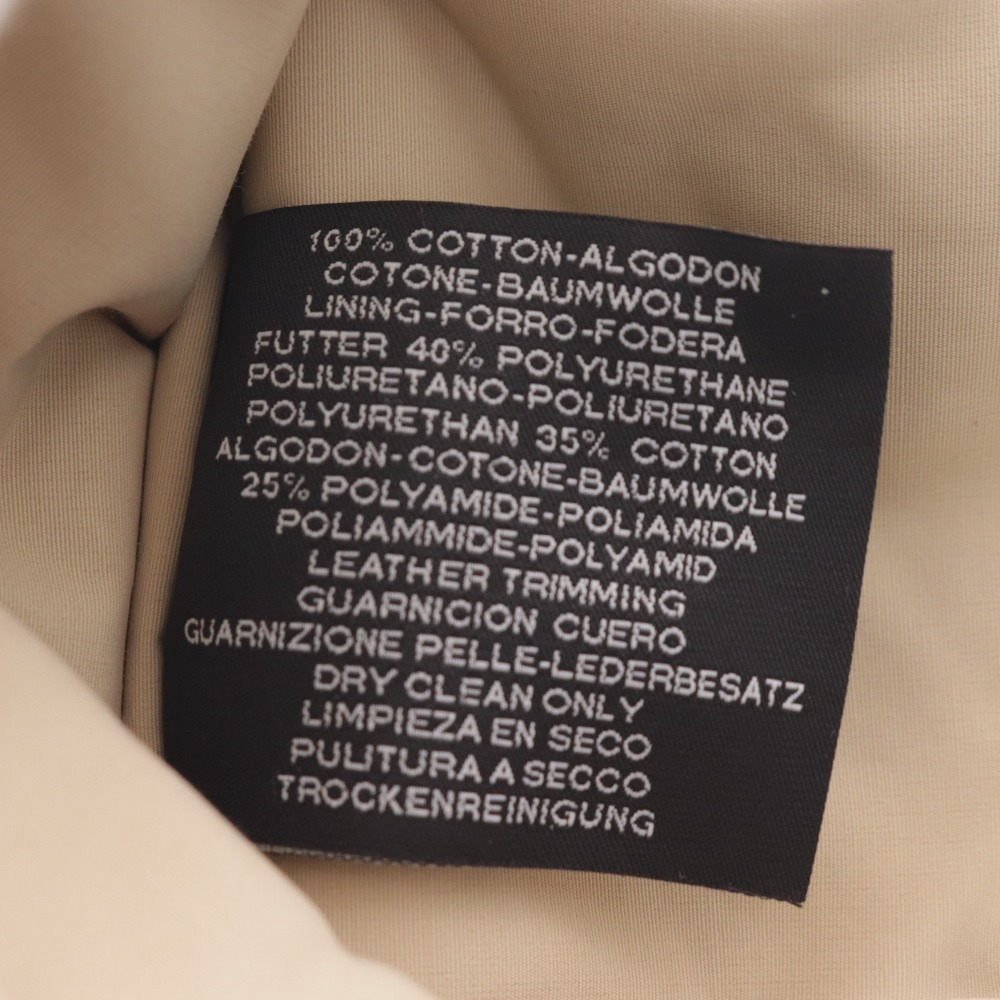 100% COTTON-ALGODON
COTONE-BAUMWOLLE
LINING-FORRO-FODERA
FUTTER 40% POLYURETHANE
POLIURETANO-POLIURETANO
POLYURETHAN 35% COTTON
ALGODON-COTONE-BAUMWOLLE
25% POLYAMIDE-POLIAMIDA
POLIAMMIDE-POLYAMID
LEATHER TRIMMING
GUARNICION CUERO
GUARNIZIONE PELLE-LEDERBESATZ
DRY CLEAN ONLY
LIMPIEZA EN SECO
PULITURA A SECCO
TROCKENREINIGUNG